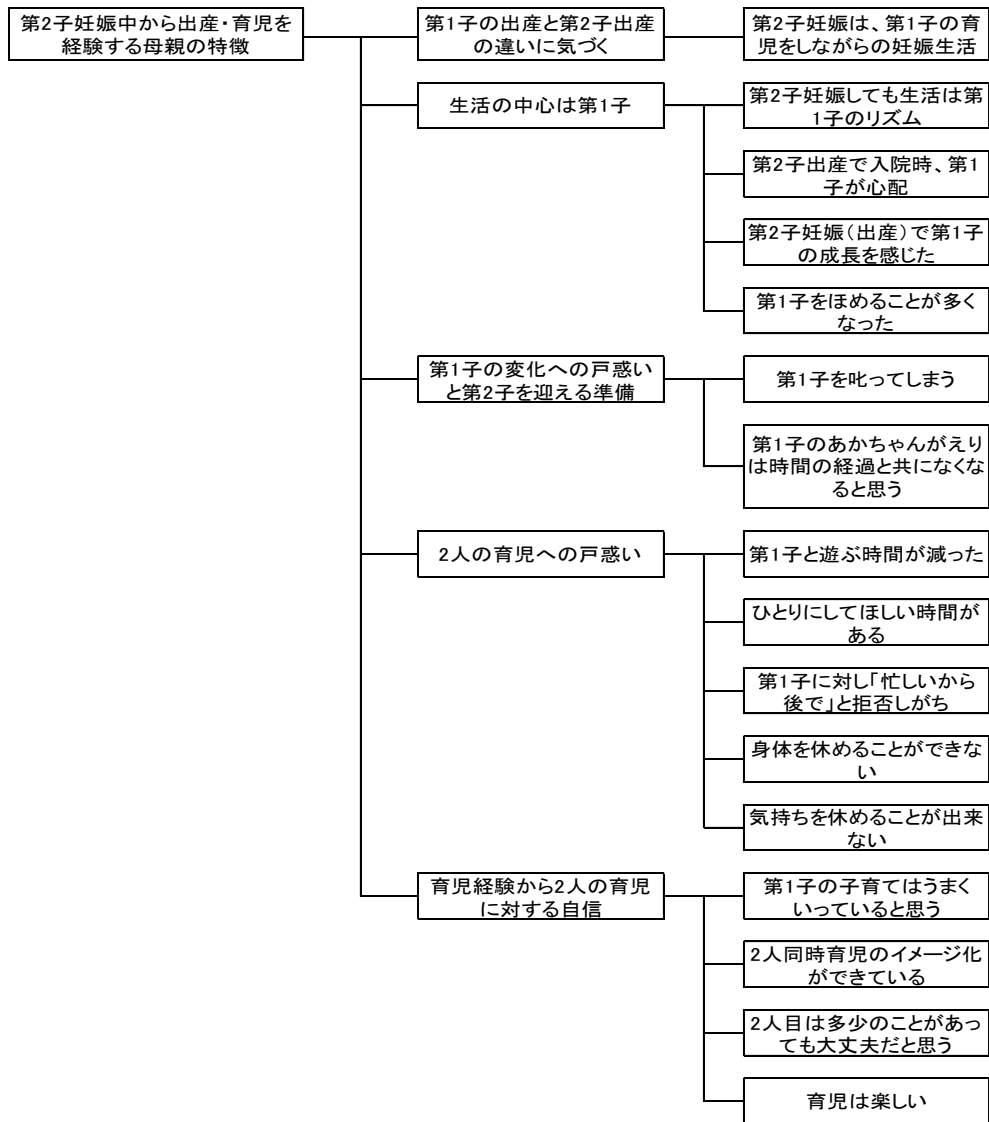 第2子妊娠中から出産・育児を
経験する母親の特徴
第1子の出産と第2子出産
の違いに気づく
第2子妊娠は、第1子の育
児をしながらの妊娠生活
生活の中心は第1子
第2子妊娠しても生活は第
1子のリズム
第2子出産で入院時、第1
子が心配
第2子妊娠（出産）で第1子
の成長を感じた
第1子をほめることが多く
なった
第1子の変化への戸惑い
と第2子を迎える準備
第1子を叱ってしまう
第1子のあかちゃんがえり
は時間の経過と共になくな
ると思う
2人の育児への戸惑い
第1子と遊ぶ時間が減った
ひとりにしてほしい時間が
ある
第1子に対し「忙しいから
後で」と拒否しがち
身体を休めることができな
い
気持ちを休めることが出来
ない
育児経験から2人の育児
に対する自信
第1子の子育てはうまく
いっていると思う
2人同時育児のイメージ化
ができている
2人目は多少のことがあっ
ても大丈夫だと思う
育児は楽しい